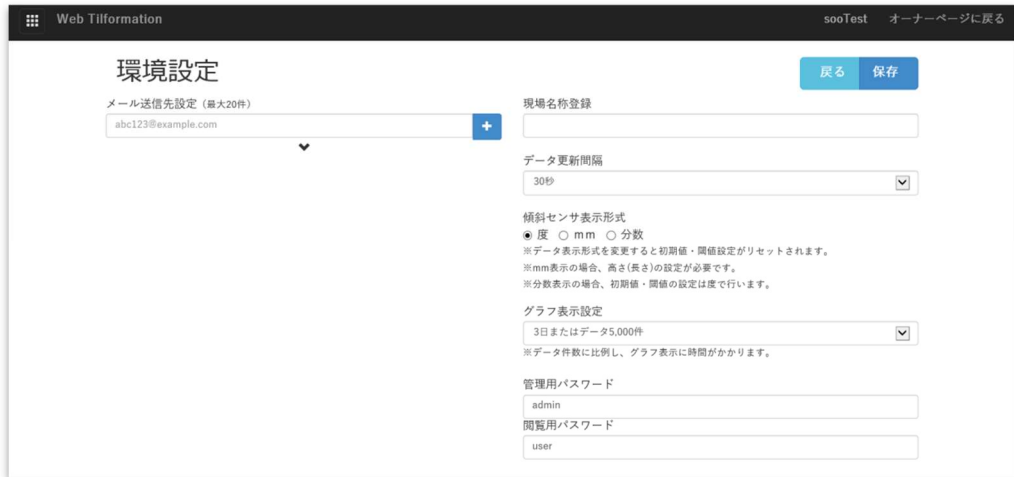 Web Tilformation
sooTest オーナーページに戻る
環境設定
戻る 保存
メール送信先設定（最大20件）
abc123@example.com
+
現場名称登録
データ更新間隔
30秒
傾斜センサ表示形式
度 mm 分数
※データ表示形式を変更すると初期値・閾値設定がリセットされます。
※mm表示の場合、高さ(長さ)の設定が必要です。
※分数表示の場合、初期値・閾値の設定は度で行います。
グラフ表示設定
3日またはデータ5,000件
※データ件数に比例し、グラフ表示に時間がかかります。
管理用パスワード
admin
閲覧用パスワード
user